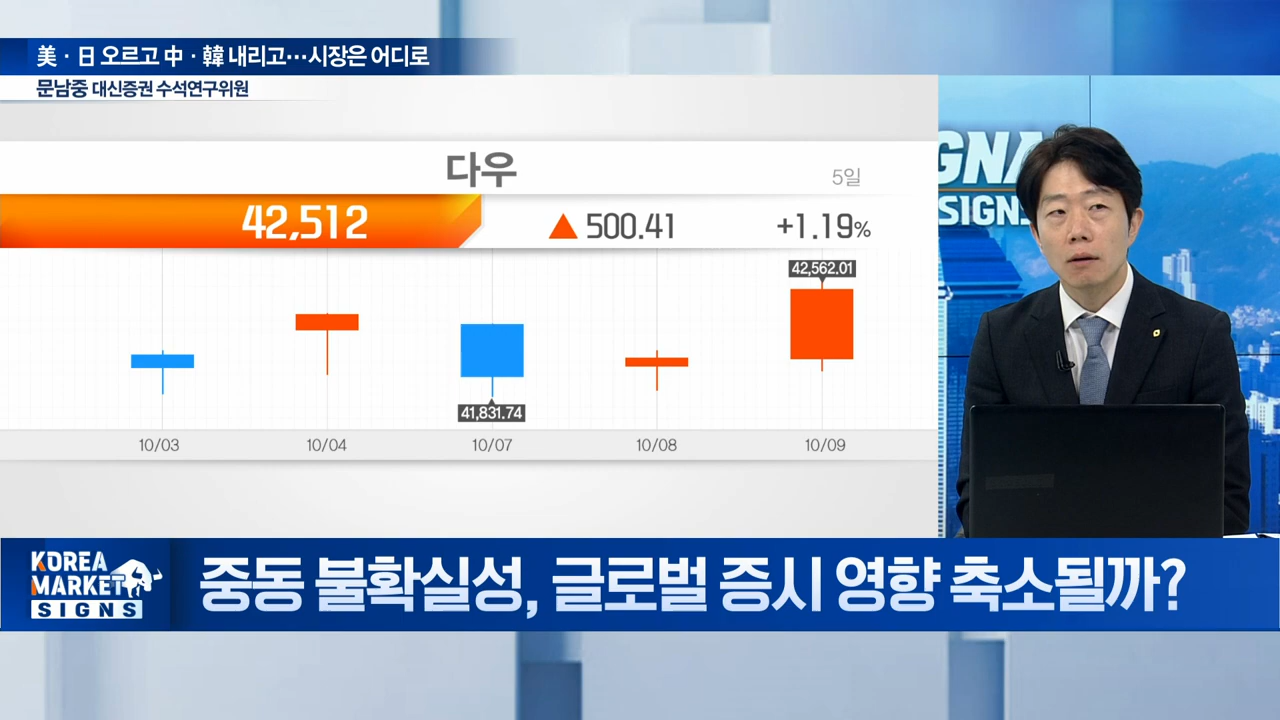 美·日 오르고 中·韓 내리고…시장은 어디로
문남중 대신증권 수석연구위원
다우
5일
42,512
▲ 500.41
+1.19%
42,562.01
41,831.74
10/03
10/04
10/07
10/08
10/09
GNA
SIGN
KOREA
MARKET
SIGNS
중동 불확실성, 글로벌 증시 영향 축소될까?